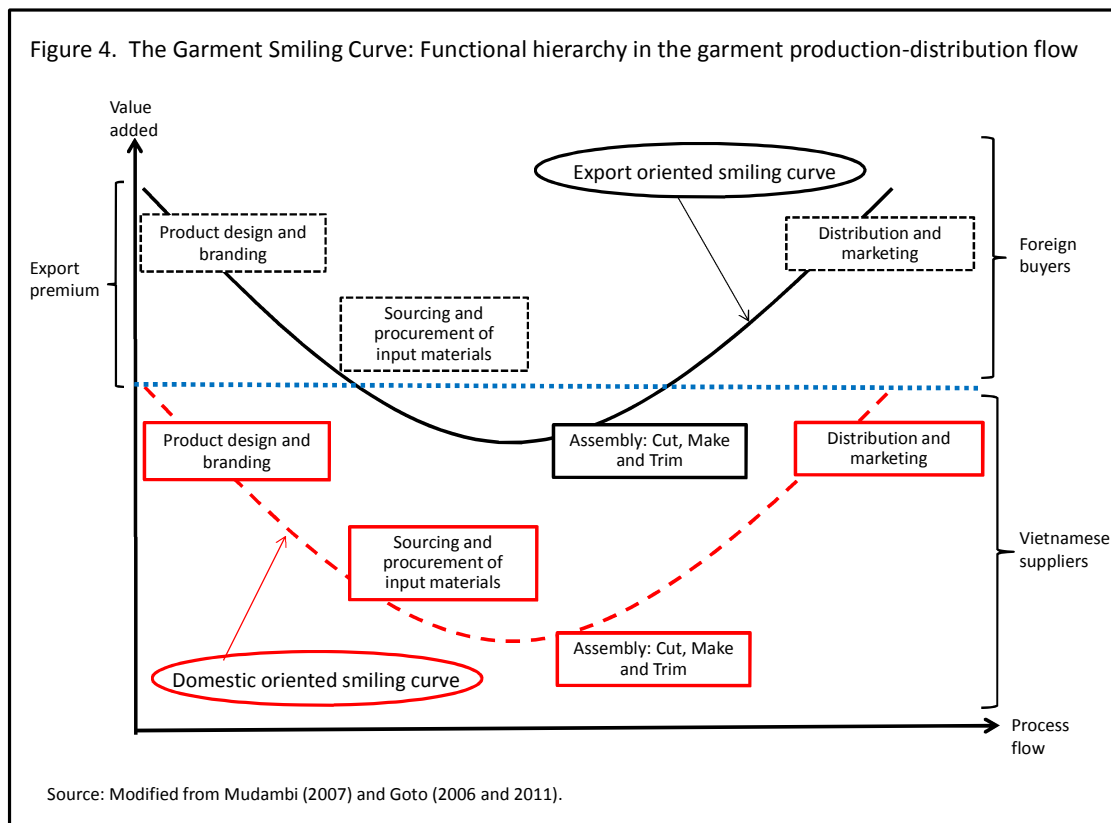 Figure 4.  The Garment Smiling Curve: Functional hierarchy in the garment production-distribution flow
Value
added
Export oriented smiling curve
Product design and
branding
Distribution and
marketing
Foreign
buyers
Export
premium
Sourcing and
procurement of
input materials
Product design and
branding
Assembly: Cut, Make
and Trim
Distribution and
marketing
Sourcing and
procurement of
input materials
Vietnamese
suppliers
Assembly: Cut, Make
and Trim
Domestic oriented smiling curve
Process
flow
Source: Modified from Mudambi (2007) and Goto (2006 and 2011).